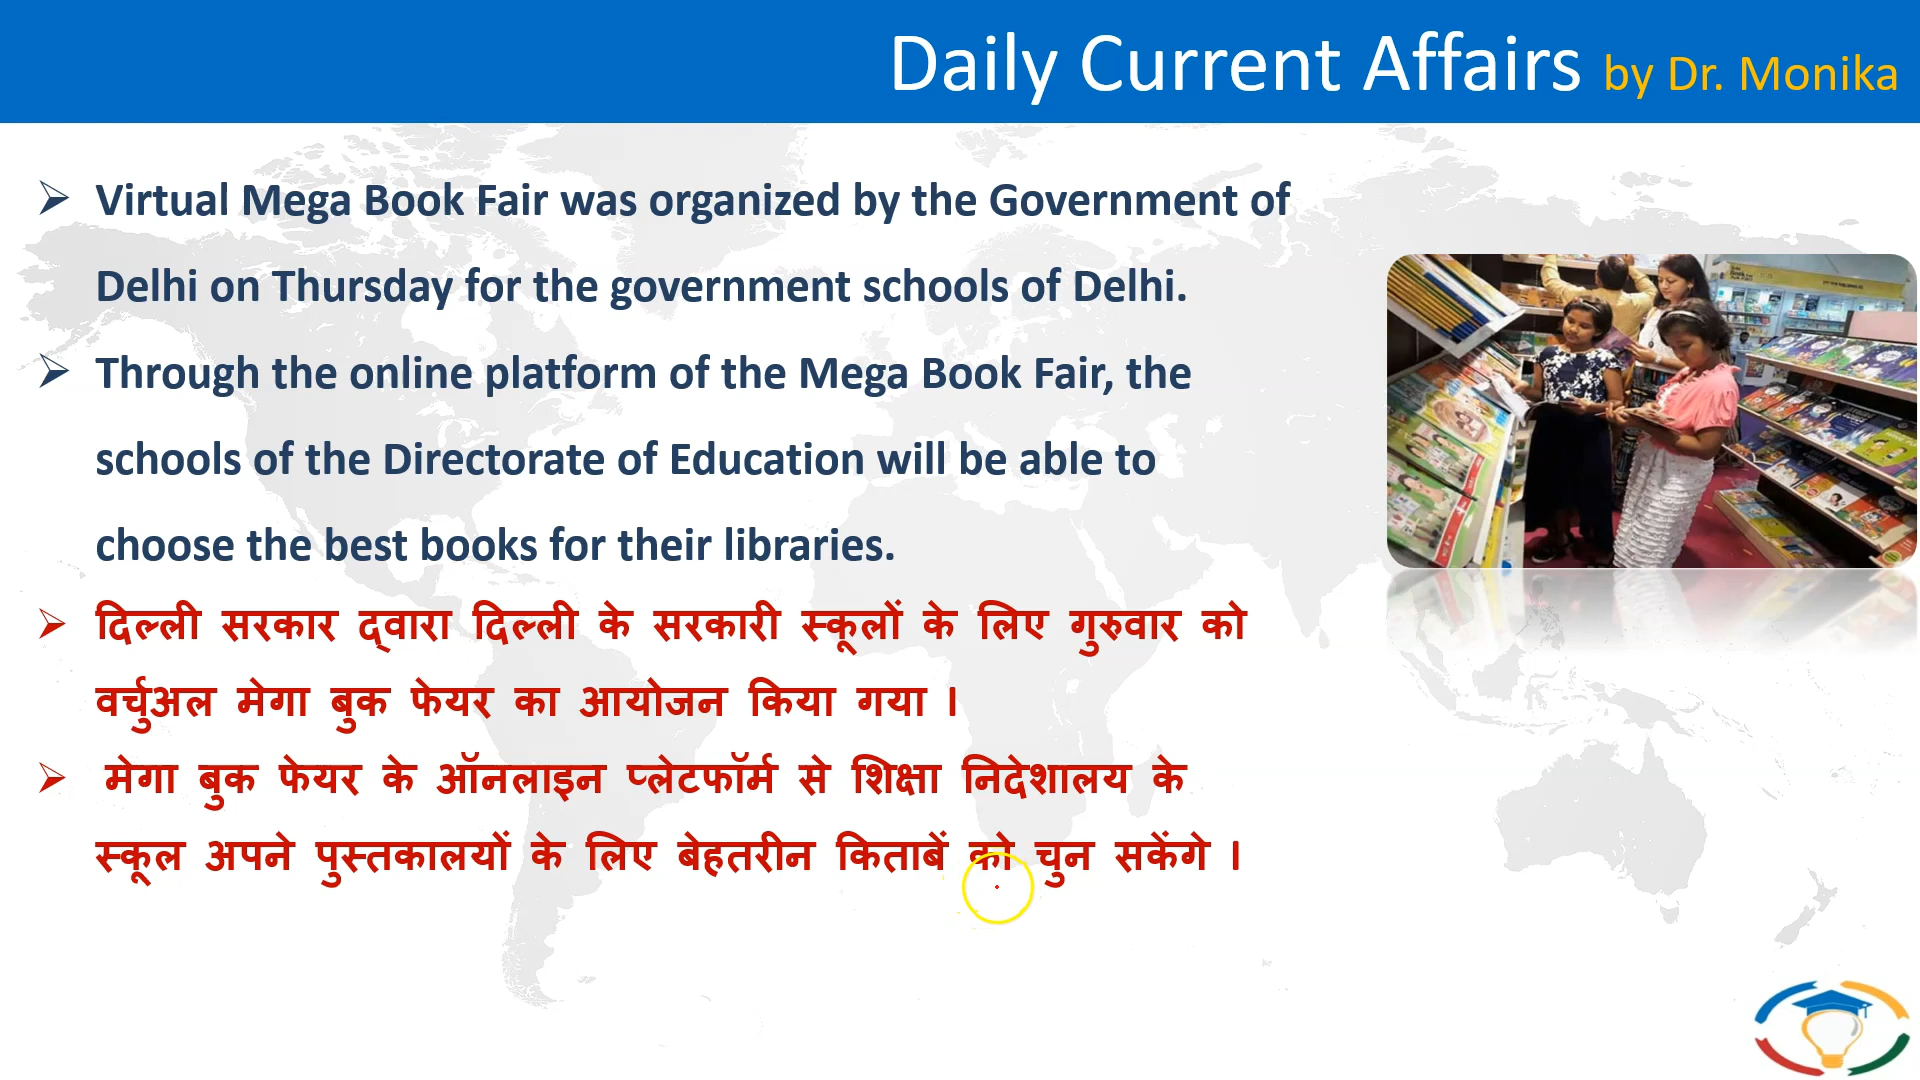 Daily Current Affairs by Dr. Monika
Virtual Mega Book Fair was organized by the Government of
Delhi on Thursday for the government schools of Delhi.
Through the online platform of the Mega Book Fair, the
schools of the Directorate of Education will be able to
choose the best books for their libraries.
दिल्ली सरकार द्वारा दिल्ली के सरकारी स्कूलों के लिए गुरुवार को
वर्चुअल मेगा बुक फेयर का आयोजन किया गया ।
मेगा बुक फेयर के ऑनलाइन प्लेटफॉर्म से शिक्षा निदेशालय के
स्कूल अपने पुस्तकालयों के लिए बेहतरीन किताबें को चुन सकेंगे ।